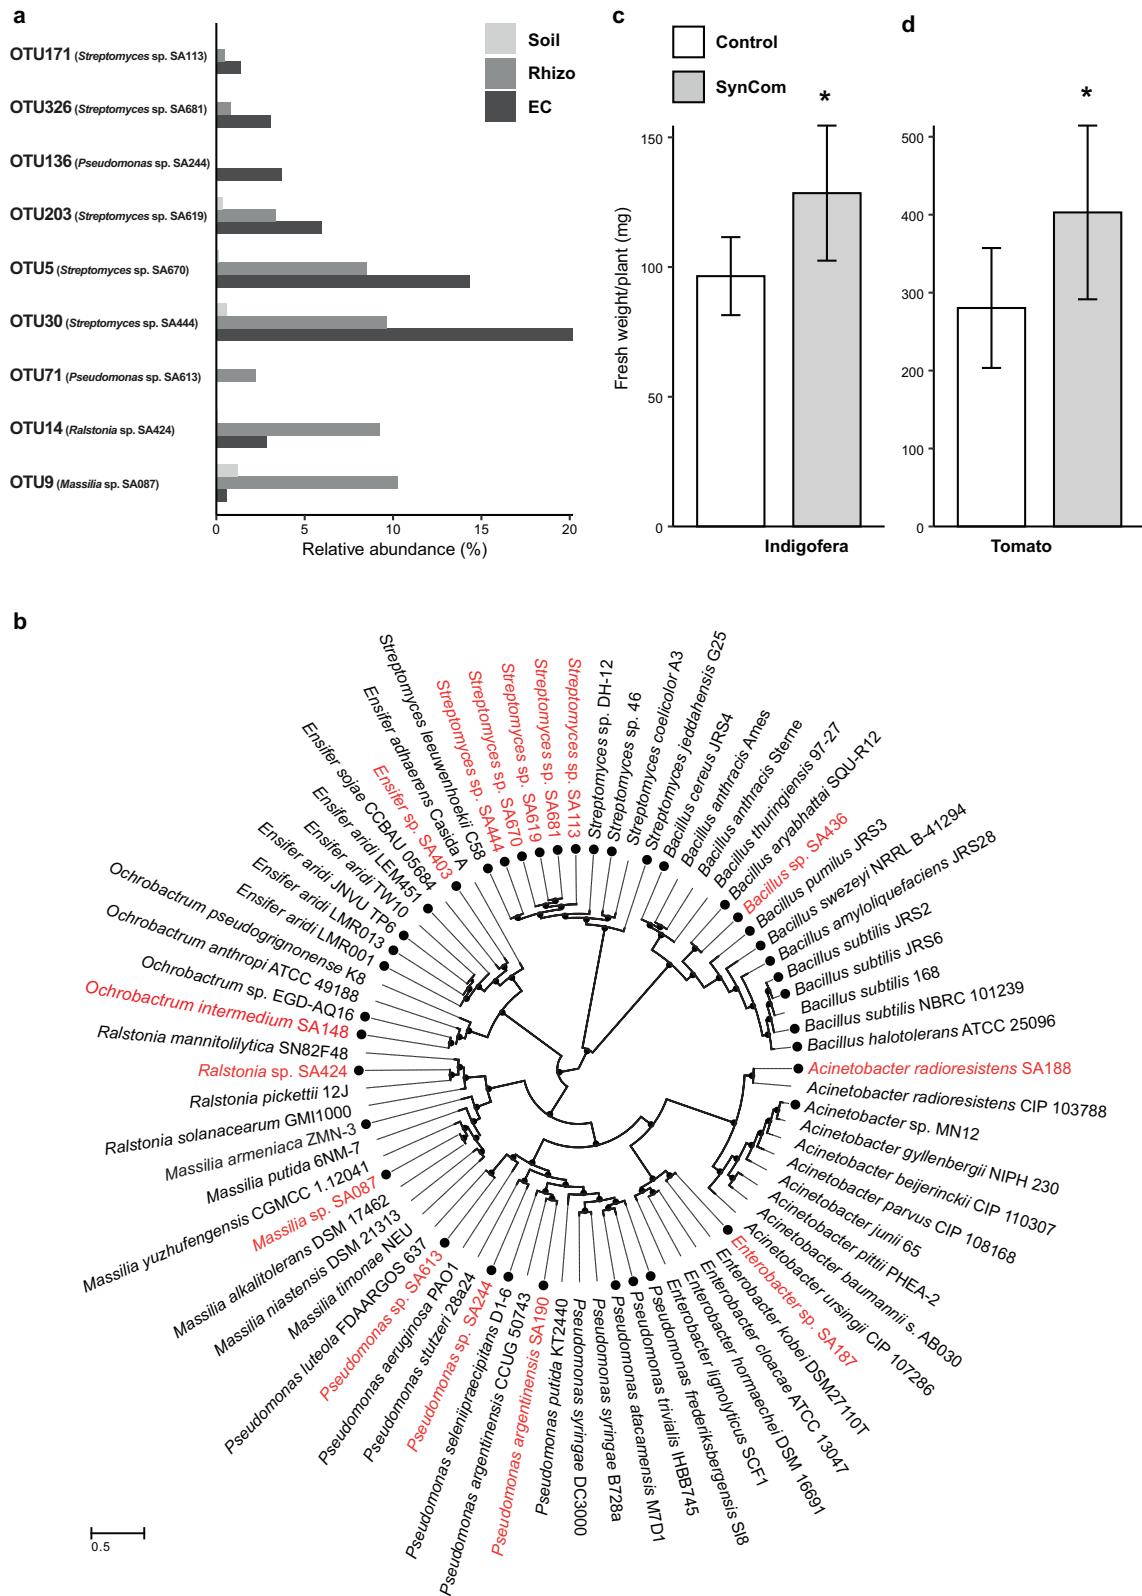 a
OTU171 (Streptomyces sp. SA113)
OTU326 (Streptomyces sp. SA681)
OTU136 (Pseudomonas sp. SA244)
OTU203 (Streptomyces sp. SA619)
OTU5 (Streptomyces sp. SA670)
OTU30 (Streptomyces sp. SA444)
OTU71 (Pseudomonas sp. SA613)
OTU14 (Ralstonia sp. SA424)
OTU9 (Massilia sp. SA087)
Soil
Rhizo
EC
0 5 10 15 20
Relative abundance (%)
c
Control
SynCom
*
150
100
50
0
Fresh weight/plant (mg)
Indigofera
d
*
500
400
300
200
100
0
Tomato
b
Streptomyces leeuwenhoekii C58
Streptomyces sp. SA444
Streptomyces sp. SA670
Streptomyces sp. SA619
Streptomyces sp. SA681
Streptomyces sp. SA113
Streptomyces sp. DH-12
Streptomyces sp. 46
Streptomyces coelicolor A3
Streptomyces jeddahensis G25
Bacillus cereus JRS4
Bacillus anthracis Ames
Bacillus anthracis Sterne
Bacillus thuringiensis 97-27
Bacillus aryabhattai SQU-R12
Bacillus sp. SA436
Bacillus pumilus JRS3
Bacillus swezeyi NRRL B-41294
Bacillus amyloliquefaciens JRS28
Bacillus subtilis JRS2
Bacillus subtilis JRS6
Bacillus subtilis 168
Bacillus subtilis NBRC 101239
Bacillus halotolerans ATCC 25096
Acinetobacter radioresistens SA188
Acinetobacter radioresistens CIP 103788
Acinetobacter sp. MN12
Acinetobacter gyllenbergii NIPH 230
Acinetobacter beijerinckii CIP 110307
Acinetobacter parvus CIP 108168
Acinetobacter junii 65
Acinetobacter pittii PHEA-2
Acinetobacter baumannii s. AB030
Acinetobacter ursingii CIP 107286
Enterobacter sp. SA187
Enterobacter kobei DSM27110T
Enterobacter cloacae ATCC 13047
Enterobacter hormaechei DSM 16691
Enterobacter lignolyticus SCF1
Pseudomonas frederiksbergensis SI8
Pseudomonas trivialis IHBB745
Pseudomonas atacamensis M7D1
Pseudomonas syringae B728a
Pseudomonas syringae DC3000
Pseudomonas putida KT2440
Pseudomonas argentinensis SA190
Pseudomonas argentinensis CCUG 50743
Pseudomonas seleniipraecipitans D1-6
Pseudomonas sp. SA244
Pseudomonas stutzeri 28a24
Pseudomonas aeruginosa PAO1
Pseudomonas sp. SA613
Pseudomonas luteola FDAARGOS 637
Massilia timonae NEU
Massilia niastensis DSM 21313
Massilia alkalitolerans DSM 17462
Massilia sp. SA087
Massilia yuzhufengensis CGMCC 1.12041
Massilia putida 6NM-7
Massilia armeniaca ZMN-3
Ralstonia solanacearum GMI1000
Ralstonia pickettii 12J
Ralstonia sp. SA424
Ralstonia mannitolilytica SN82F48
Ochrobactrum intermedium SA148
Ochrobactrum sp. EGD-AQ16
Ochrobactrum anthropi ATCC 49188
Ochrobactrum pseudogrignonense K8
Ensifer aridi LMR001
Ensifer aridi LMR013
Ensifer aridi JNVU TP6
Ensifer aridi TW10
Ensifer aridi LEM451
Ensifer sp. SA403
Ensifer sojae CCBAU 05684
Ensifer adhaerens Casida A
0.5